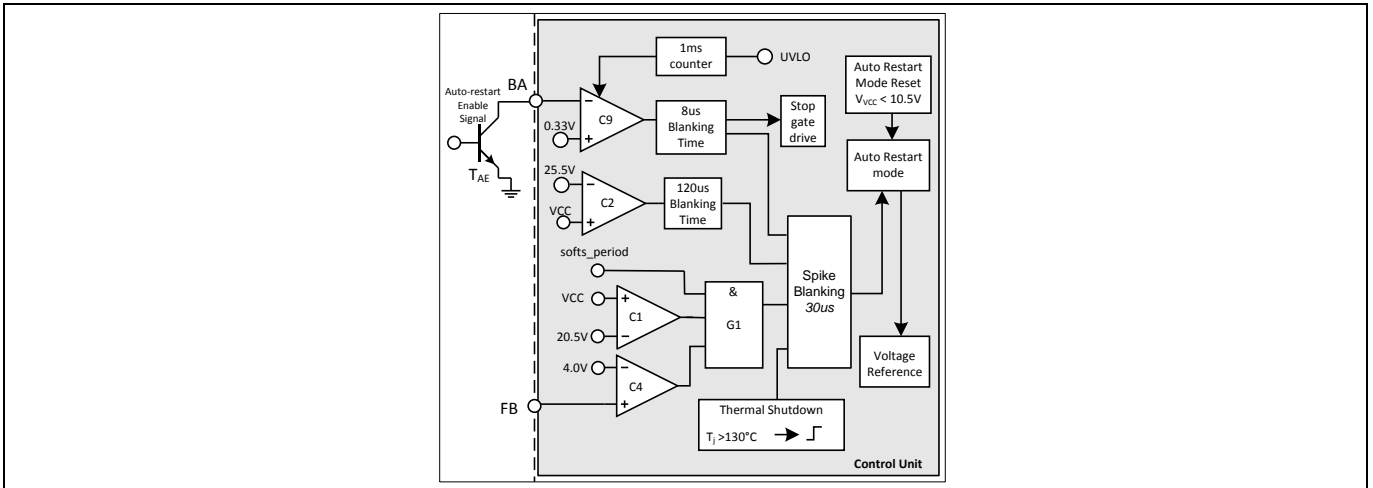 1ms
counter
UVLO
Auto Restart
Mode Reset
VVCC < 10.5V
BA
Auto-restart
Enable
Signal
TAE
0.33V
−
+
C9
8us
Blanking
Time
Stop
gate
drive
Auto Restart
mode
25.5V
VCC
−
+
C2
120us
Blanking
Time
softs_period
VCC
20.5V
+
−
C1
&
G1
Spike
Blanking
30us
4.0V
FB
−
+
C4
Voltage
Reference
Thermal Shutdown
Tj >130°C
Control Unit